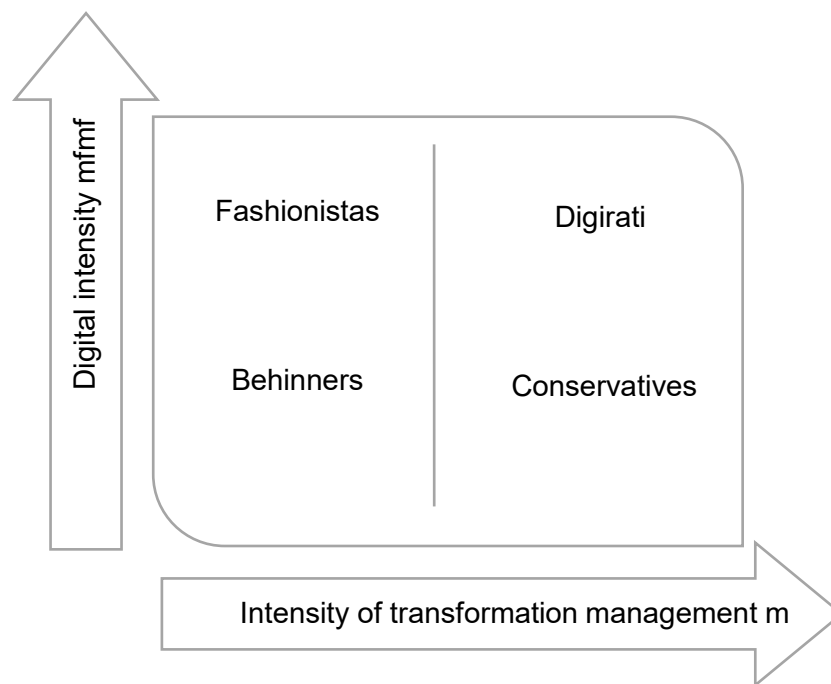 Digital intensity mfmf
Fashionistas
Digirati
Behinners
Conservatives
Intensity of transformation management m